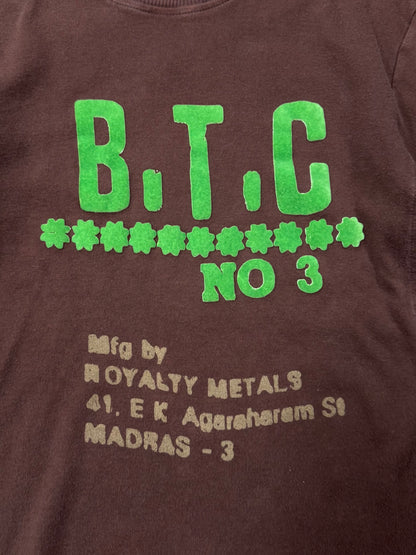 B.T.C
NO 3
Mfg by
ROYALTY METALS
41, E K Agaraharam St
MADRAS - 3